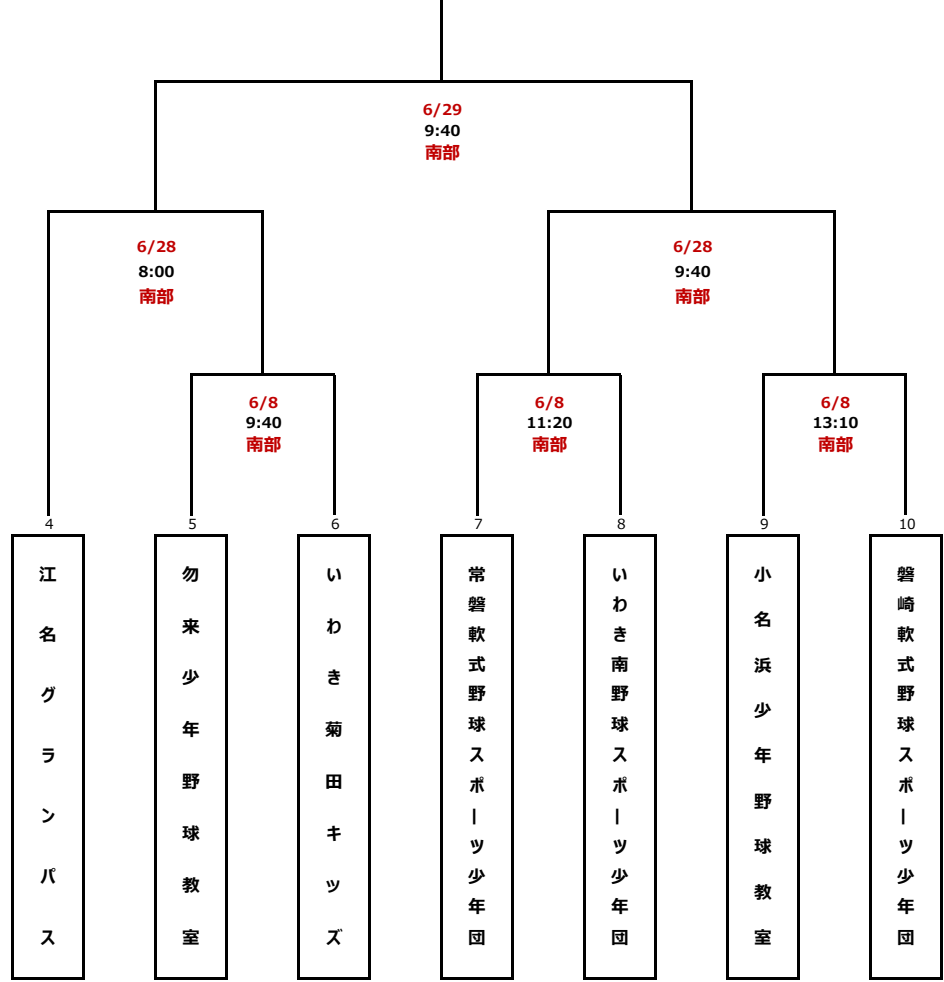 6/29
9:40
南部
6/28
8:00
南部
6/28
9:40
南部
6/8
9:40
南部
6/8
11:20
南部
6/8
13:10
南部
4
5
6
7
8
9
10
江名グランパス
勿来少年野球教室
いわき菊田キッズ
常磐軟式野球スポーツ少年団
いわき南野球スポーツ少年団
小名浜少年野球教室
磐崎軟式野球スポーツ少年団